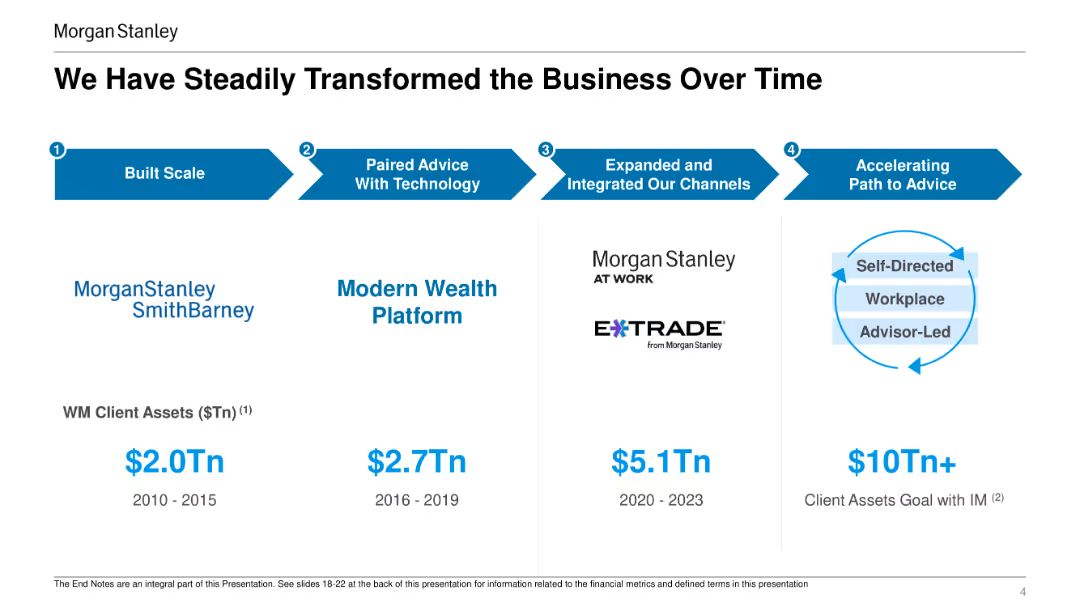 Morgan Stanley
We Have Steadily Transformed the Business Over Time
1
Built Scale
2
Paired Advice
With Technology
3
Expanded and
Integrated Our Channels
4
Accelerating
Path to Advice
MorganStanley
SmithBarney
Modern Wealth
Platform
Morgan Stanley
AT WORK
E*TRADE®
from Morgan Stanley
Self-Directed
Workplace
Advisor-Led
WM Client Assets ($Tn) (1)
$2.0Tn
2010 - 2015
$2.7Tn
2016 - 2019
$5.1Tn
2020 - 2023
$10Tn+
Client Assets Goal with IM (2)
The End Notes are an integral part of this Presentation. See slides 18-22 at the back of this presentation for information related to the financial metrics and defined terms in this presentation
4